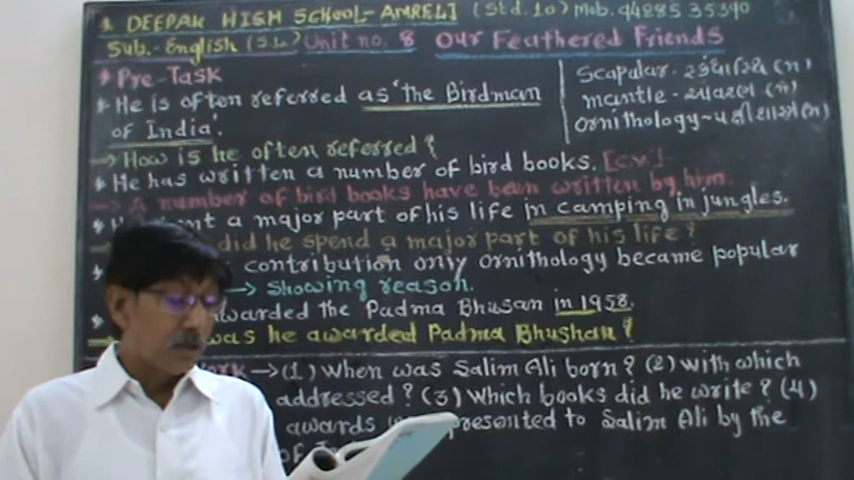 DEEPAK HIGH SCHOOL-AMRELI (Std.10) Mob. 94285 35390
Sub.-English (S.L.) Unit no. 8 Our Feathered Friends
Pre-Task
He is often referred as 'the Birdman
of India'.
Scapular - સ્કંધાસ્થિ (n)
mantle - આવરણ (n)
Ornithology - પક્ષીશાસ્ત્ર (n)
→ How is he often referred?
He has written a number of bird books. [c.v.]
→ A number of bird books have been written by him.
a major part of his life in camping in jungles.
did he spend a major part of his life?
contribution only ornithology became popular
→ showing reason.
awarded the Padma Bhusan in 1958.
was he awarded Padma Bhushan?
→ (1) When was Salim Ali born? (2) with which
addressed? (3) Which books did he write? (4)
awards presented to Salim Ali by the
of